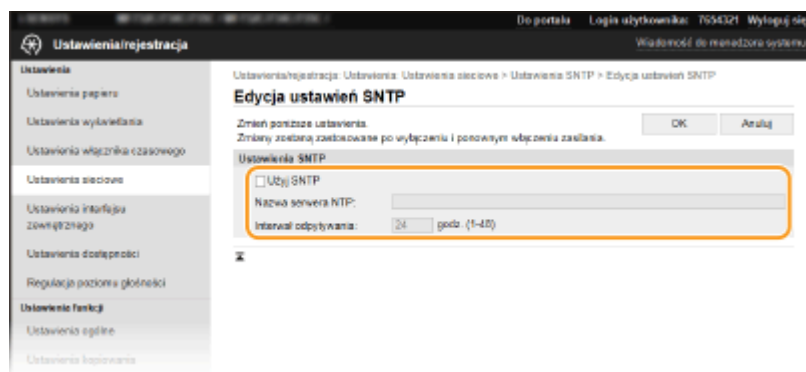 Do portalu Login użytkownika: 7654321 Wyloguj się
Ustawienia/rejestracja
Wiadomość do menedżera systemu
Ustawienia
Ustawienia papieru
Ustawienia wyświetlania
Ustawienia włącznika czasowego
Ustawienia sieciowe
Ustawienia interfejsu
zewnętrznego
Ustawienia dostępności
Regulacja poziomu głośności
Ustawienia funkcji
Ustawienia ogólne
Ustawienia kopiowania
Ustawienia/rejestracja: Ustawienia: Ustawienia sieciowe > Ustawienia SNTP > Edycja ustawień SNTP
Edycja ustawień SNTP
Zmień poniższe ustawienia.
Zmiany zostaną zastosowane po wyłączeniu i ponownym włączeniu zasilania.
OK Anuluj
Ustawienia SNTP
Użyj SNTP
Nazwa serwera NTP:
Interwał odpytywania: 24 godz. (1-48)